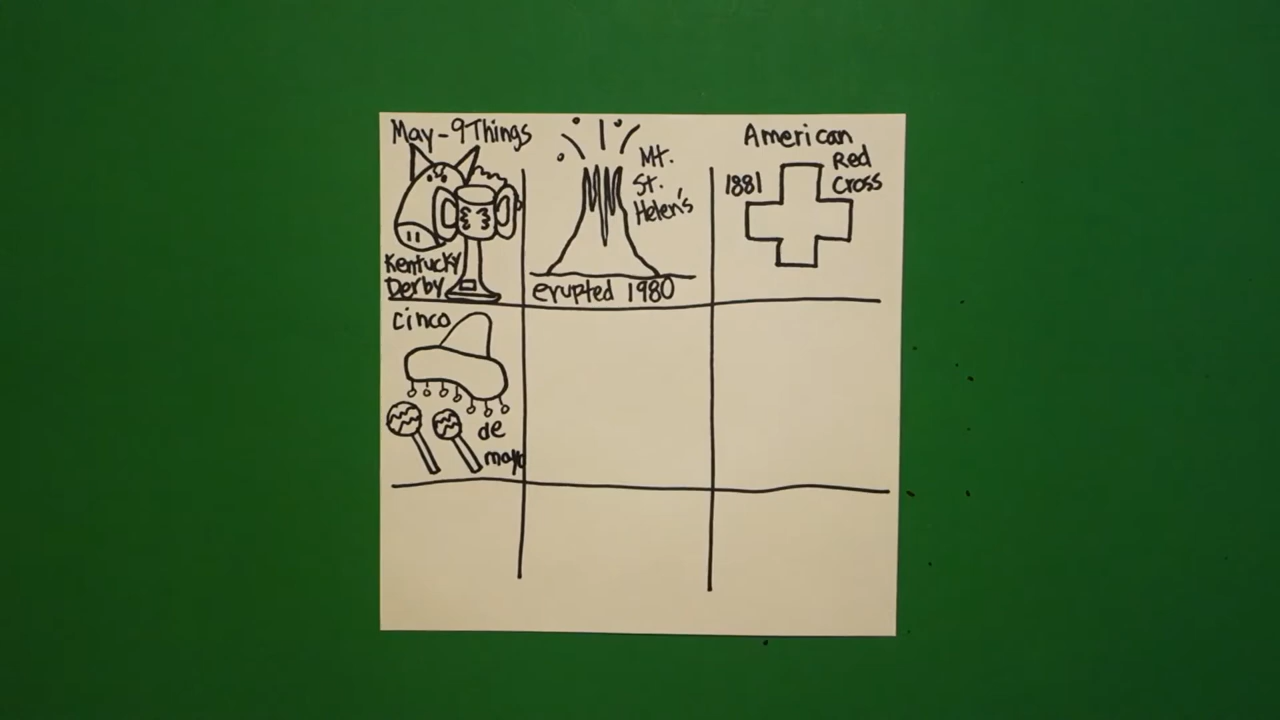 May-9 Things
Kentucky
Derby
Mt.
St.
Helen's
erupted 1980
American
Red
Cross
1881
cinco
de
mayo